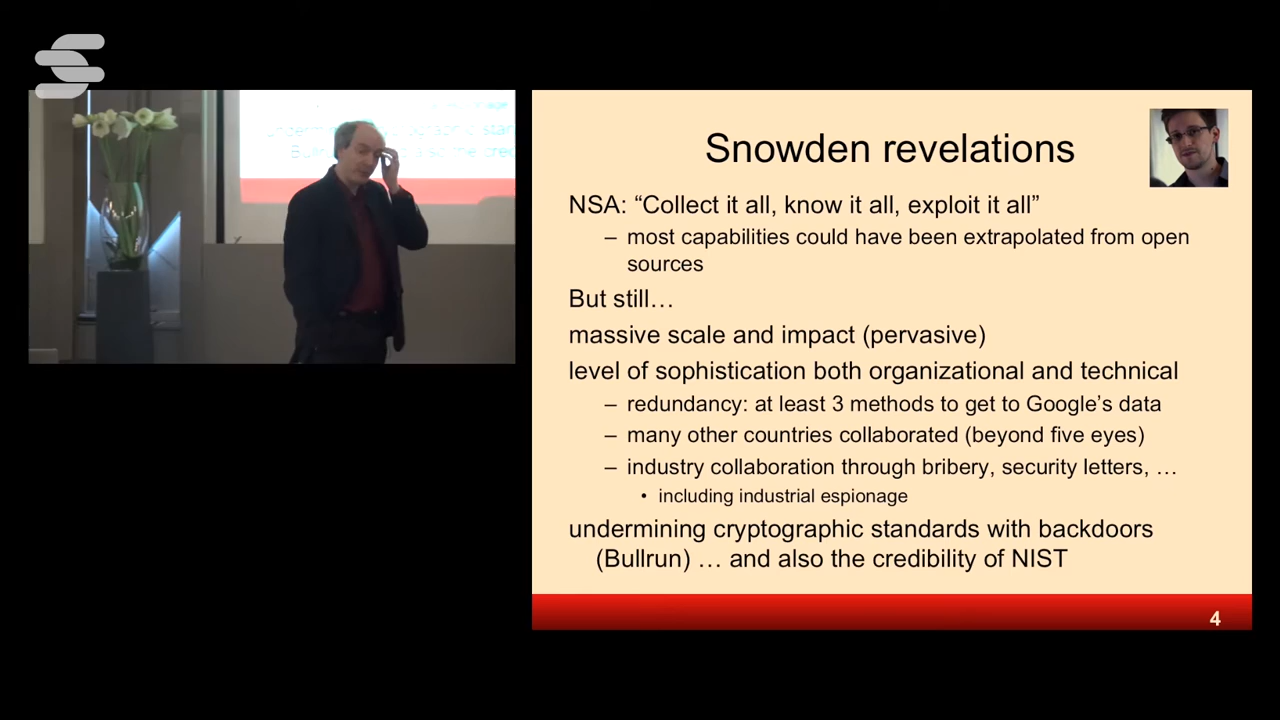 Snowden revelations
NSA: “Collect it all, know it all, exploit it all”
– most capabilities could have been extrapolated from open
sources
But still…
massive scale and impact (pervasive)
level of sophistication both organizational and technical
– redundancy: at least 3 methods to get to Google’s data
– many other countries collaborated (beyond five eyes)
– industry collaboration through bribery, security letters, …
• including industrial espionage
undermining cryptographic standards with backdoors
(Bullrun) … and also the credibility of NIST
4